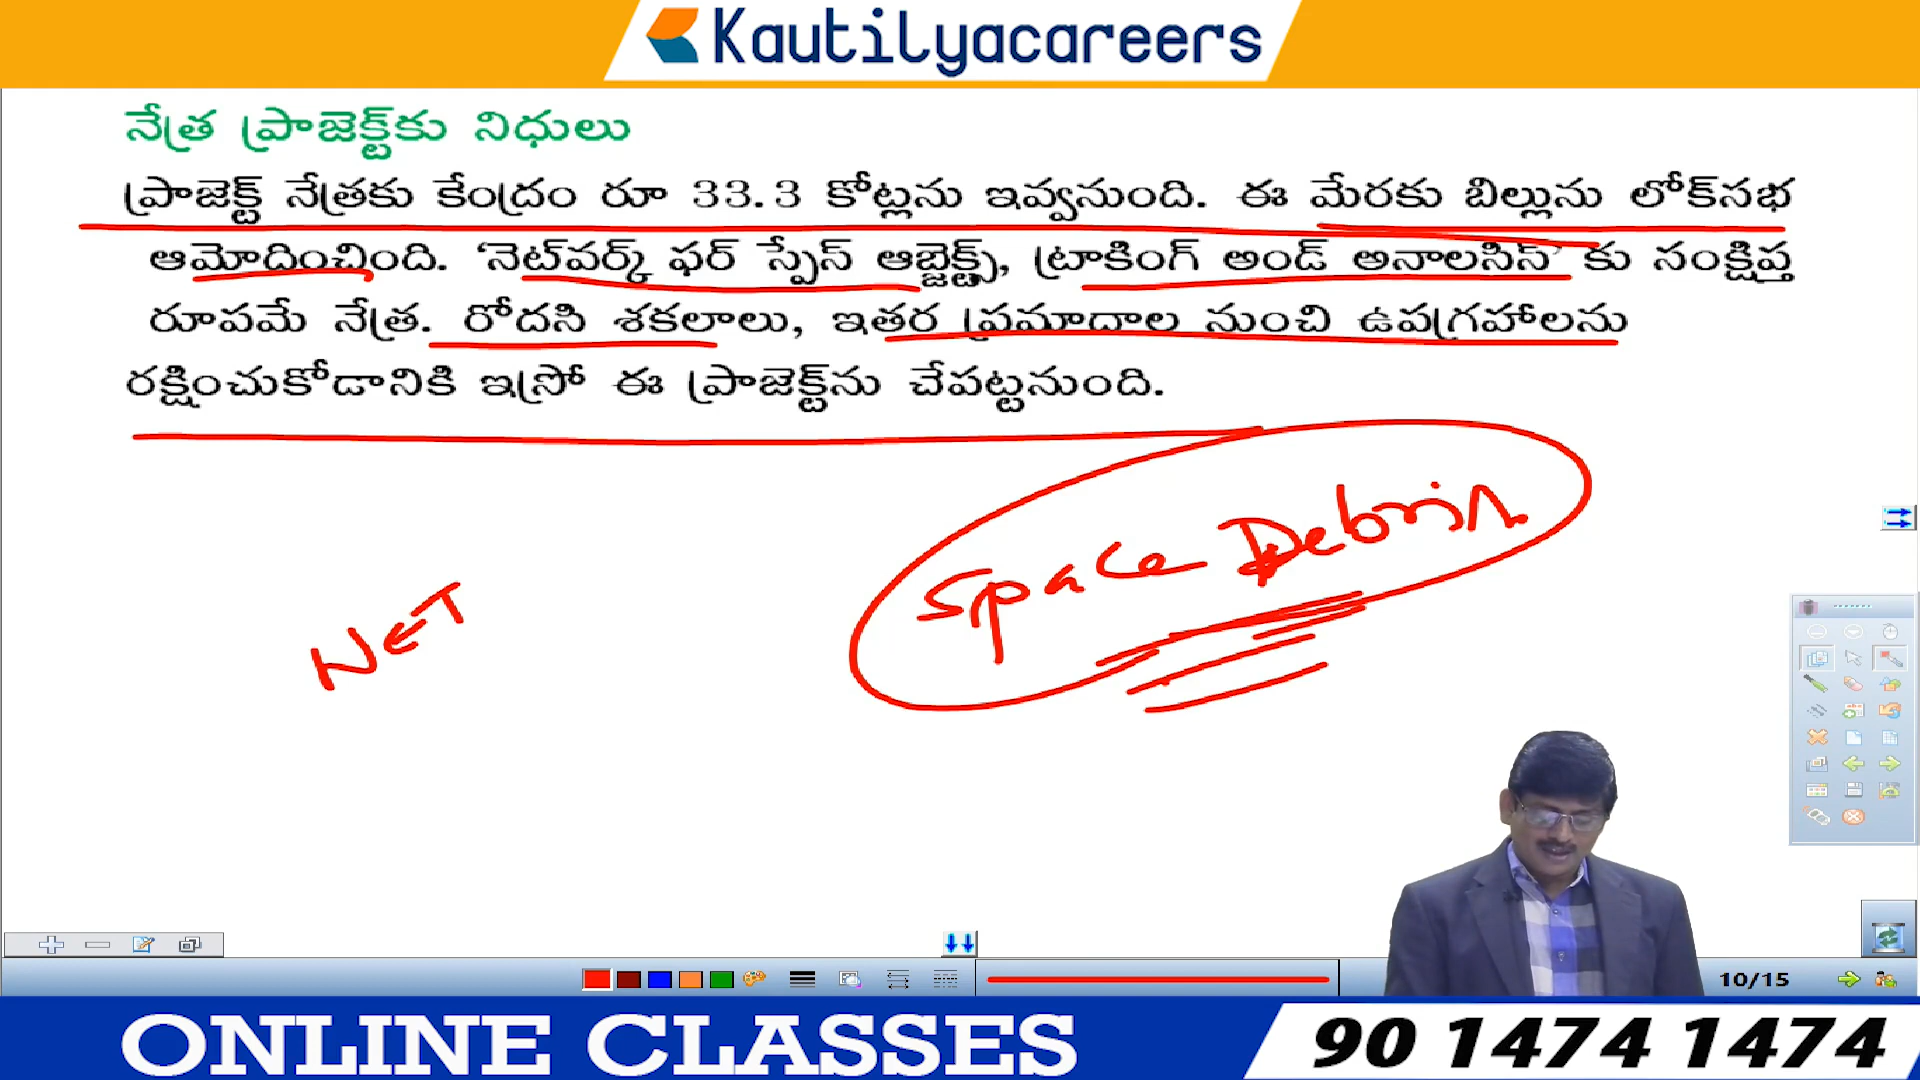 Kautilyacareers
నేత్ర ప్రాజెక్ట్‌కు నిధులు
ప్రాజెక్ట్ నేత్రకు కేంద్రం రూ 33.3 కోట్లను ఇవ్వనుంది. ఈ మేరకు బిల్లును లోక్‌సభ
ఆమోదించింది. ‘నెట్‌వర్క్ ఫర్ స్పేస్ ఆబ్జెక్ట్స్, ట్రాకింగ్ అండ్ అనాలసిస్’ కు సంక్షిప్త
రూపమే నేత్ర. రోదసి శకలాలు, ఇతర ప్రమాదాల నుంచి ఉపగ్రహాలను
రక్షించుకోడానికి ఇస్రో ఈ ప్రాజెక్ట్‌ను చేపట్టనుంది.
Space Debris
NET
10/15
ONLINE CLASSES
90 1474 1474